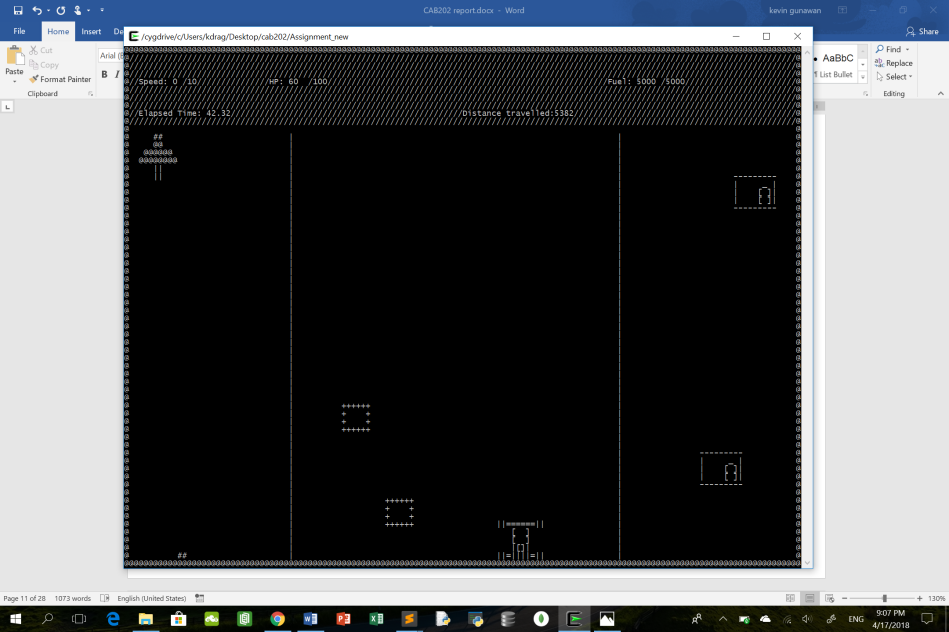 CAB202 report.docx - Word
kevin gunawan
File
Home
Insert
De
Share
/cygdrive/c/Users/kdrag/Desktop/cab202/Assignment_new
Paste
Cut
Copy
Format Painter
Clipboard
Arial (B
B I
AaBbC
1 List Bullet
Find
Replace
Select
Editing
Speed: 0 /10
HP: 60 /100
Fuel: 5000 /5000
Elapsed Time: 42.32
Distance travelled:5382
Page 11 of 28
1073 words
English (United States)
130%
ENG
9:07 PM
4/17/2018